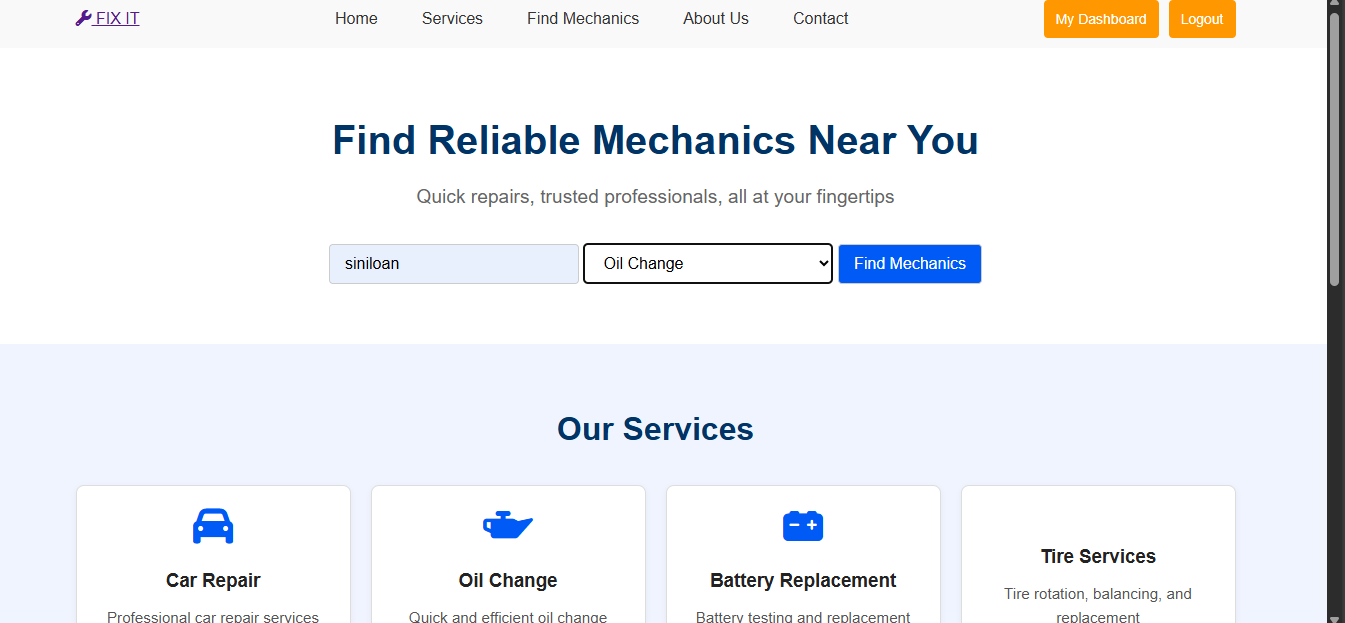 FIX IT
Home Services Find Mechanics About Us Contact
My Dashboard Logout
Find Reliable Mechanics Near You
Quick repairs, trusted professionals, all at your fingertips
siniloan Oil Change Find Mechanics
Our Services
Car Repair
Professional car repair services
Oil Change
Quick and efficient oil change
Battery Replacement
Battery testing and replacement
Tire Services
Tire rotation, balancing, and
replacement